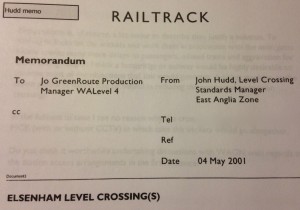 Hudd memo
RAILTRACK
Memorandum
To Jo GreenRoute Production From John Hudd, Level Crossing
Manager WALevel 4 Standards Manager
East Anglia Zone
cc
Tel
Ref
Date 04 May 2001
Document2
ELSENHAM LEVEL CROSSING(S)